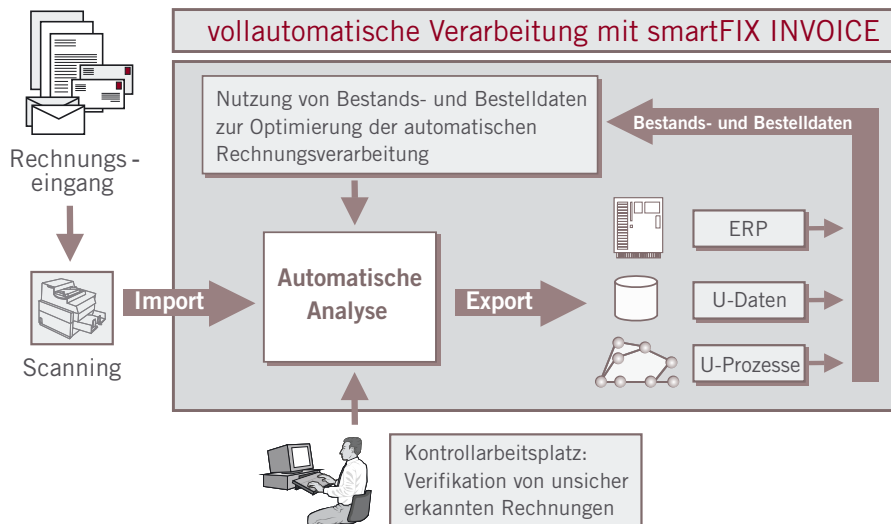 vollautomatische Verarbeitung mit smartFIX INVOICE
Nutzung von Bestands- und Bestelldaten
zur Optimierung der automatischen
Rechnungsverarbeitung
Bestands- und Bestelldaten
Rechnungs -
eingang
ERP
Import
Automatische
Analyse
Export
U-Daten
Scanning
U-Prozesse
Kontrollarbeitsplatz:
Verifikation von unsicher
erkannten Rechnungen